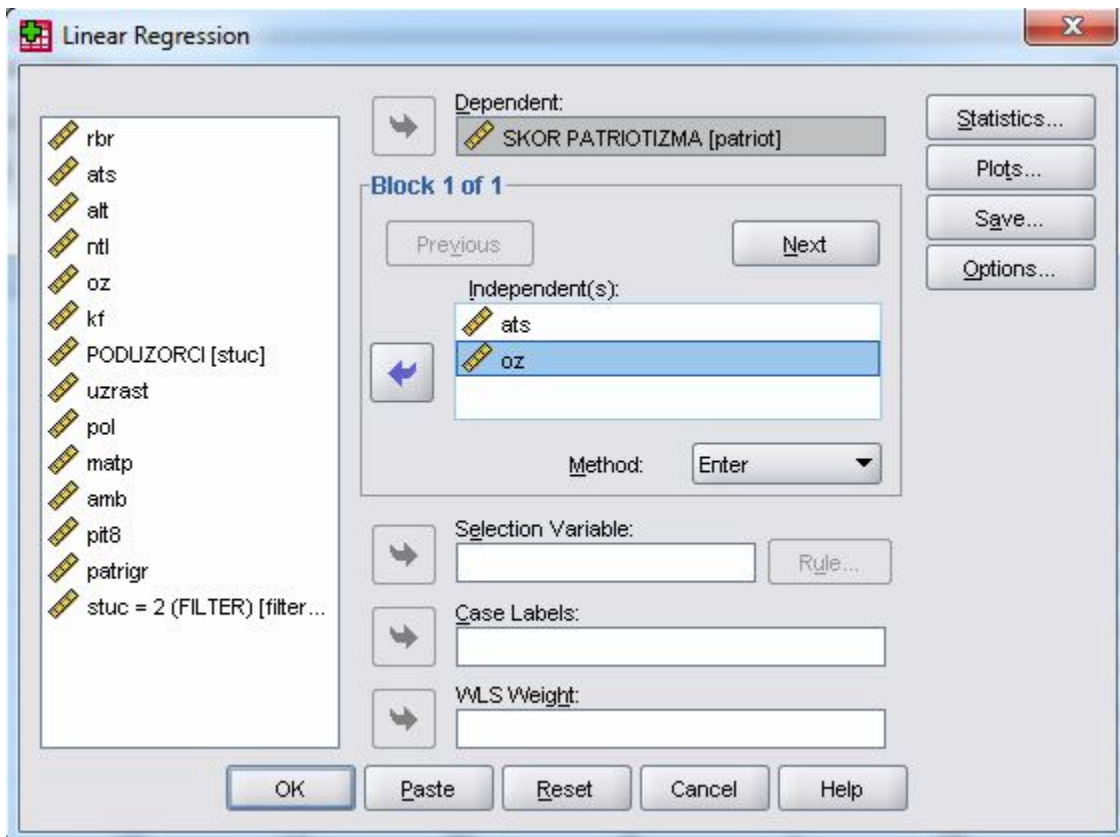 Linear Regression
rbr
ats
alt
ntl
oz
kf
PODUZORCI [stuc]
uzrast
pol
matp
amb
pit8
patrigr
stuc = 2 (FILTER) [filter...
Dependent:
SKOR PATRIOTIZMA [patriot]
Block 1 of 1
Previous
Next
Independent(s):
ats
oz
Method:
Enter
Selection Variable:
Rule...
Case Labels:
WLS Weight:
Statistics...
Plots...
Save...
Options...
OK
Paste
Reset
Cancel
Help